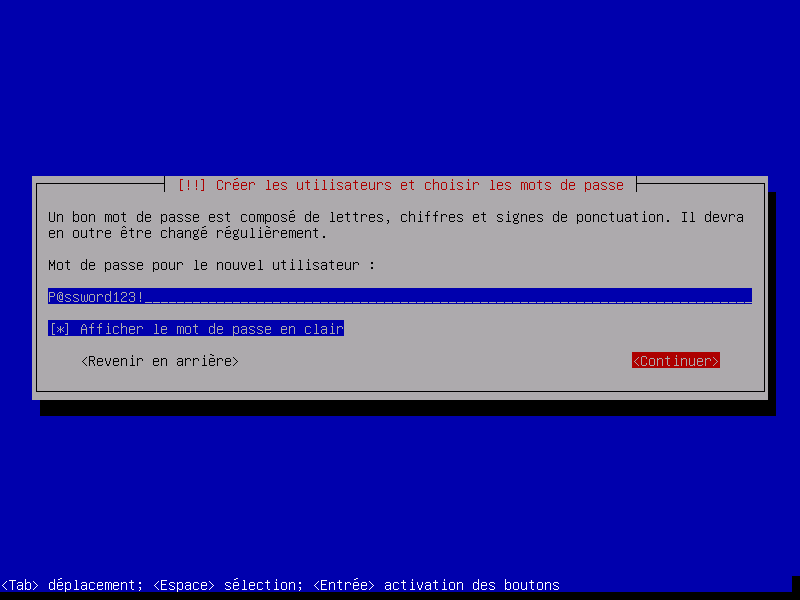 [!!] Créer les utilisateurs et choisir les mots de passe
Un bon mot de passe est composé de lettres, chiffres et signes de ponctuation. Il devra
en outre être changé régulièrement.
Mot de passe pour le nouvel utilisateur :
P@ssword123!
[*] Afficher le mot de passe en clair
<Revenir en arrière> <Continuer>
<Tab> déplacement; <Espace> sélection; <Entrée> activation des boutons